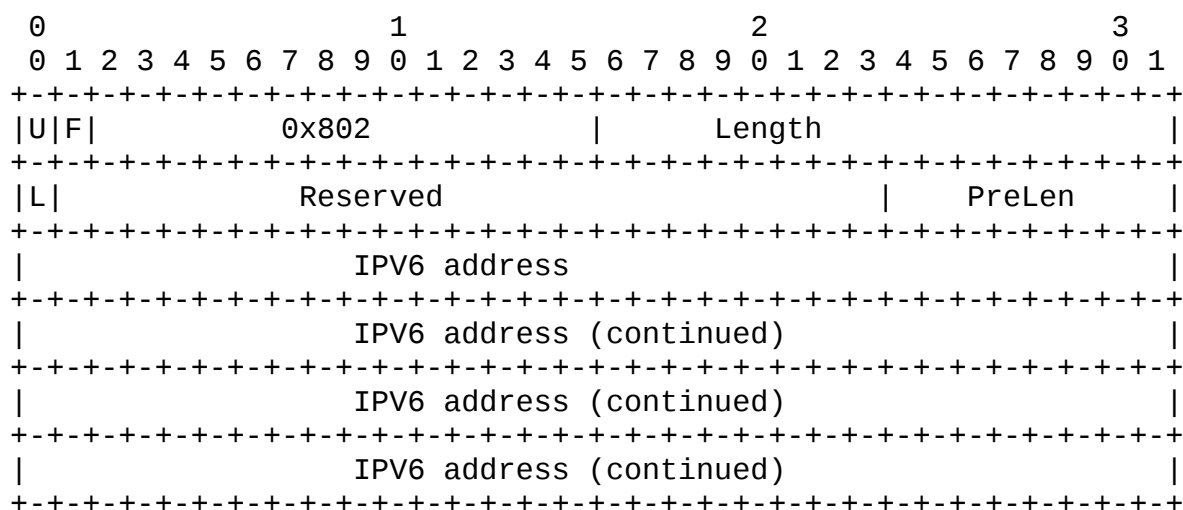 0                   1                   2                   3
 0 1 2 3 4 5 6 7 8 9 0 1 2 3 4 5 6 7 8 9 0 1 2 3 4 5 6 7 8 9 0 1
+-+-+-+-+-+-+-+-+-+-+-+-+-+-+-+-+-+-+-+-+-+-+-+-+-+-+-+-+-+-+-+-+
|U|F|         0x802             |      Length                   |
+-+-+-+-+-+-+-+-+-+-+-+-+-+-+-+-+-+-+-+-+-+-+-+-+-+-+-+-+-+-+-+-+
|L|             Reserved                        |    PreLen     |
+-+-+-+-+-+-+-+-+-+-+-+-+-+-+-+-+-+-+-+-+-+-+-+-+-+-+-+-+-+-+-+-+
|                  IPV6 address                                 |
+-+-+-+-+-+-+-+-+-+-+-+-+-+-+-+-+-+-+-+-+-+-+-+-+-+-+-+-+-+-+-+-+
|                  IPV6 address (continued)                     |
+-+-+-+-+-+-+-+-+-+-+-+-+-+-+-+-+-+-+-+-+-+-+-+-+-+-+-+-+-+-+-+-+
|                  IPV6 address (continued)                     |
+-+-+-+-+-+-+-+-+-+-+-+-+-+-+-+-+-+-+-+-+-+-+-+-+-+-+-+-+-+-+-+-+
|                  IPV6 address (continued)                     |
+-+-+-+-+-+-+-+-+-+-+-+-+-+-+-+-+-+-+-+-+-+-+-+-+-+-+-+-+-+-+-+-+